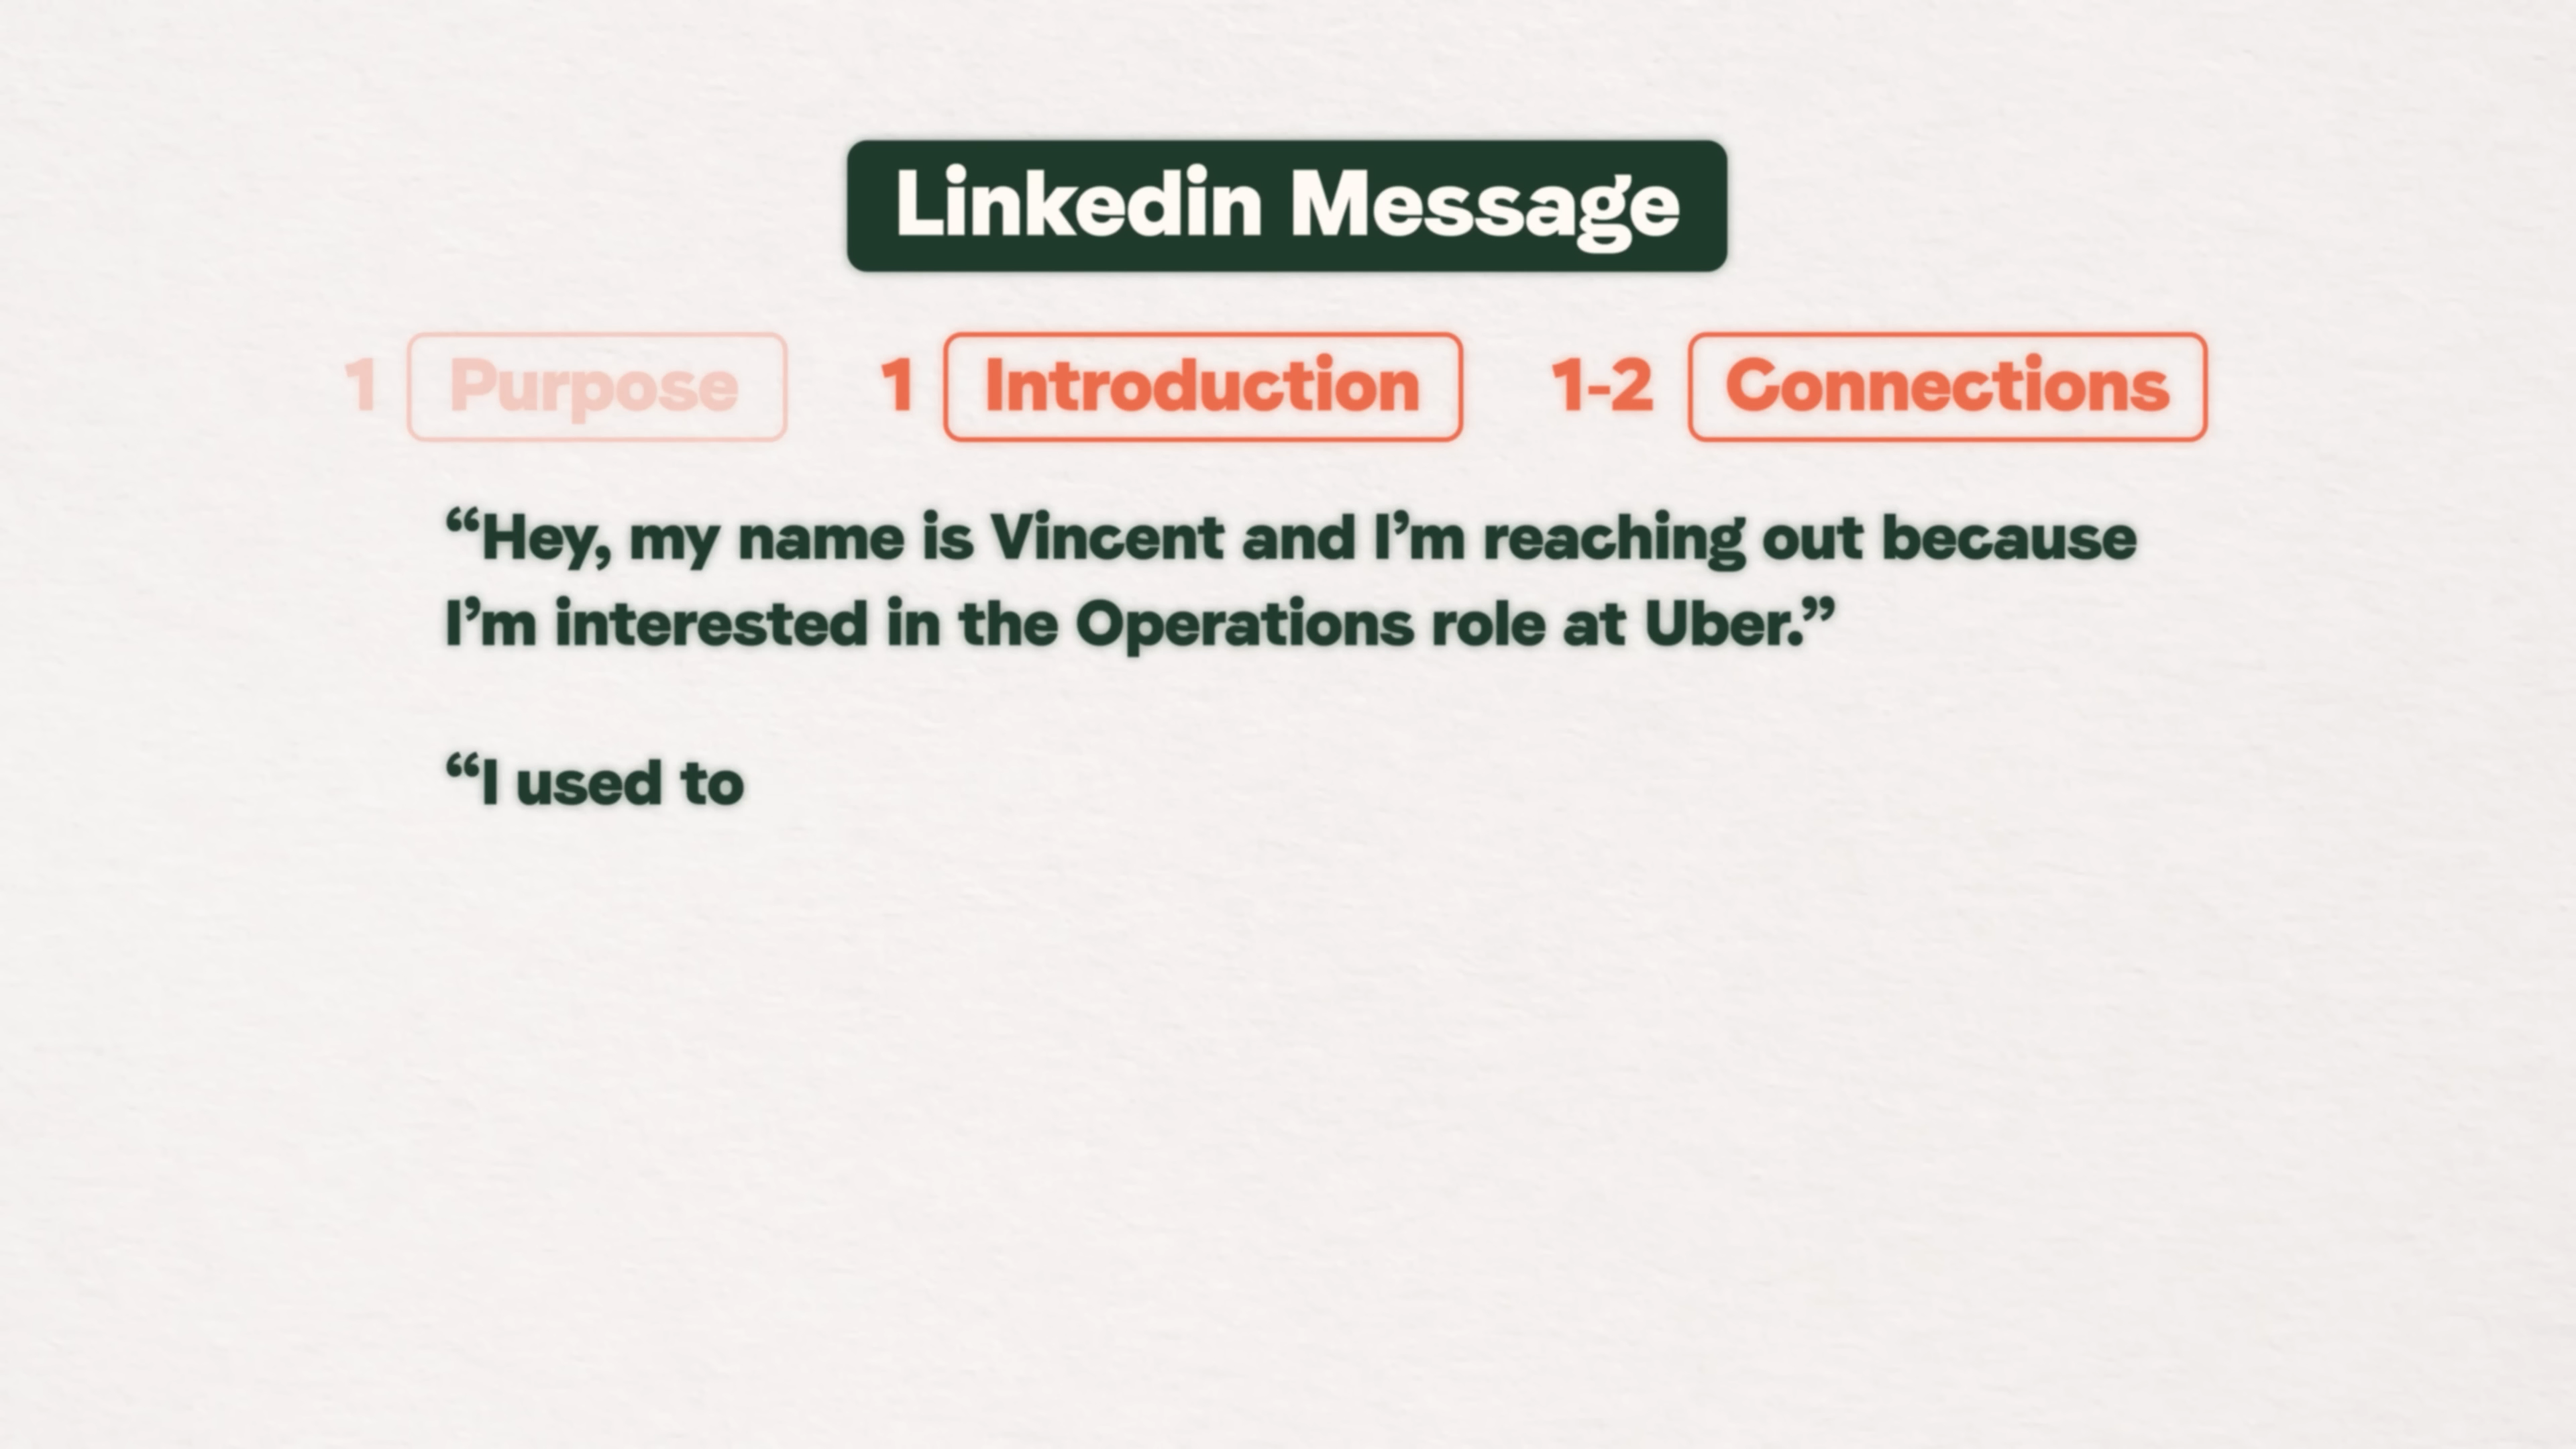 Linkedin Message
1 Purpose 1 Introduction 1-2 Connections
“Hey, my name is Vincent and I’m reaching out because
I’m interested in the Operations role at Uber.”
“I used to